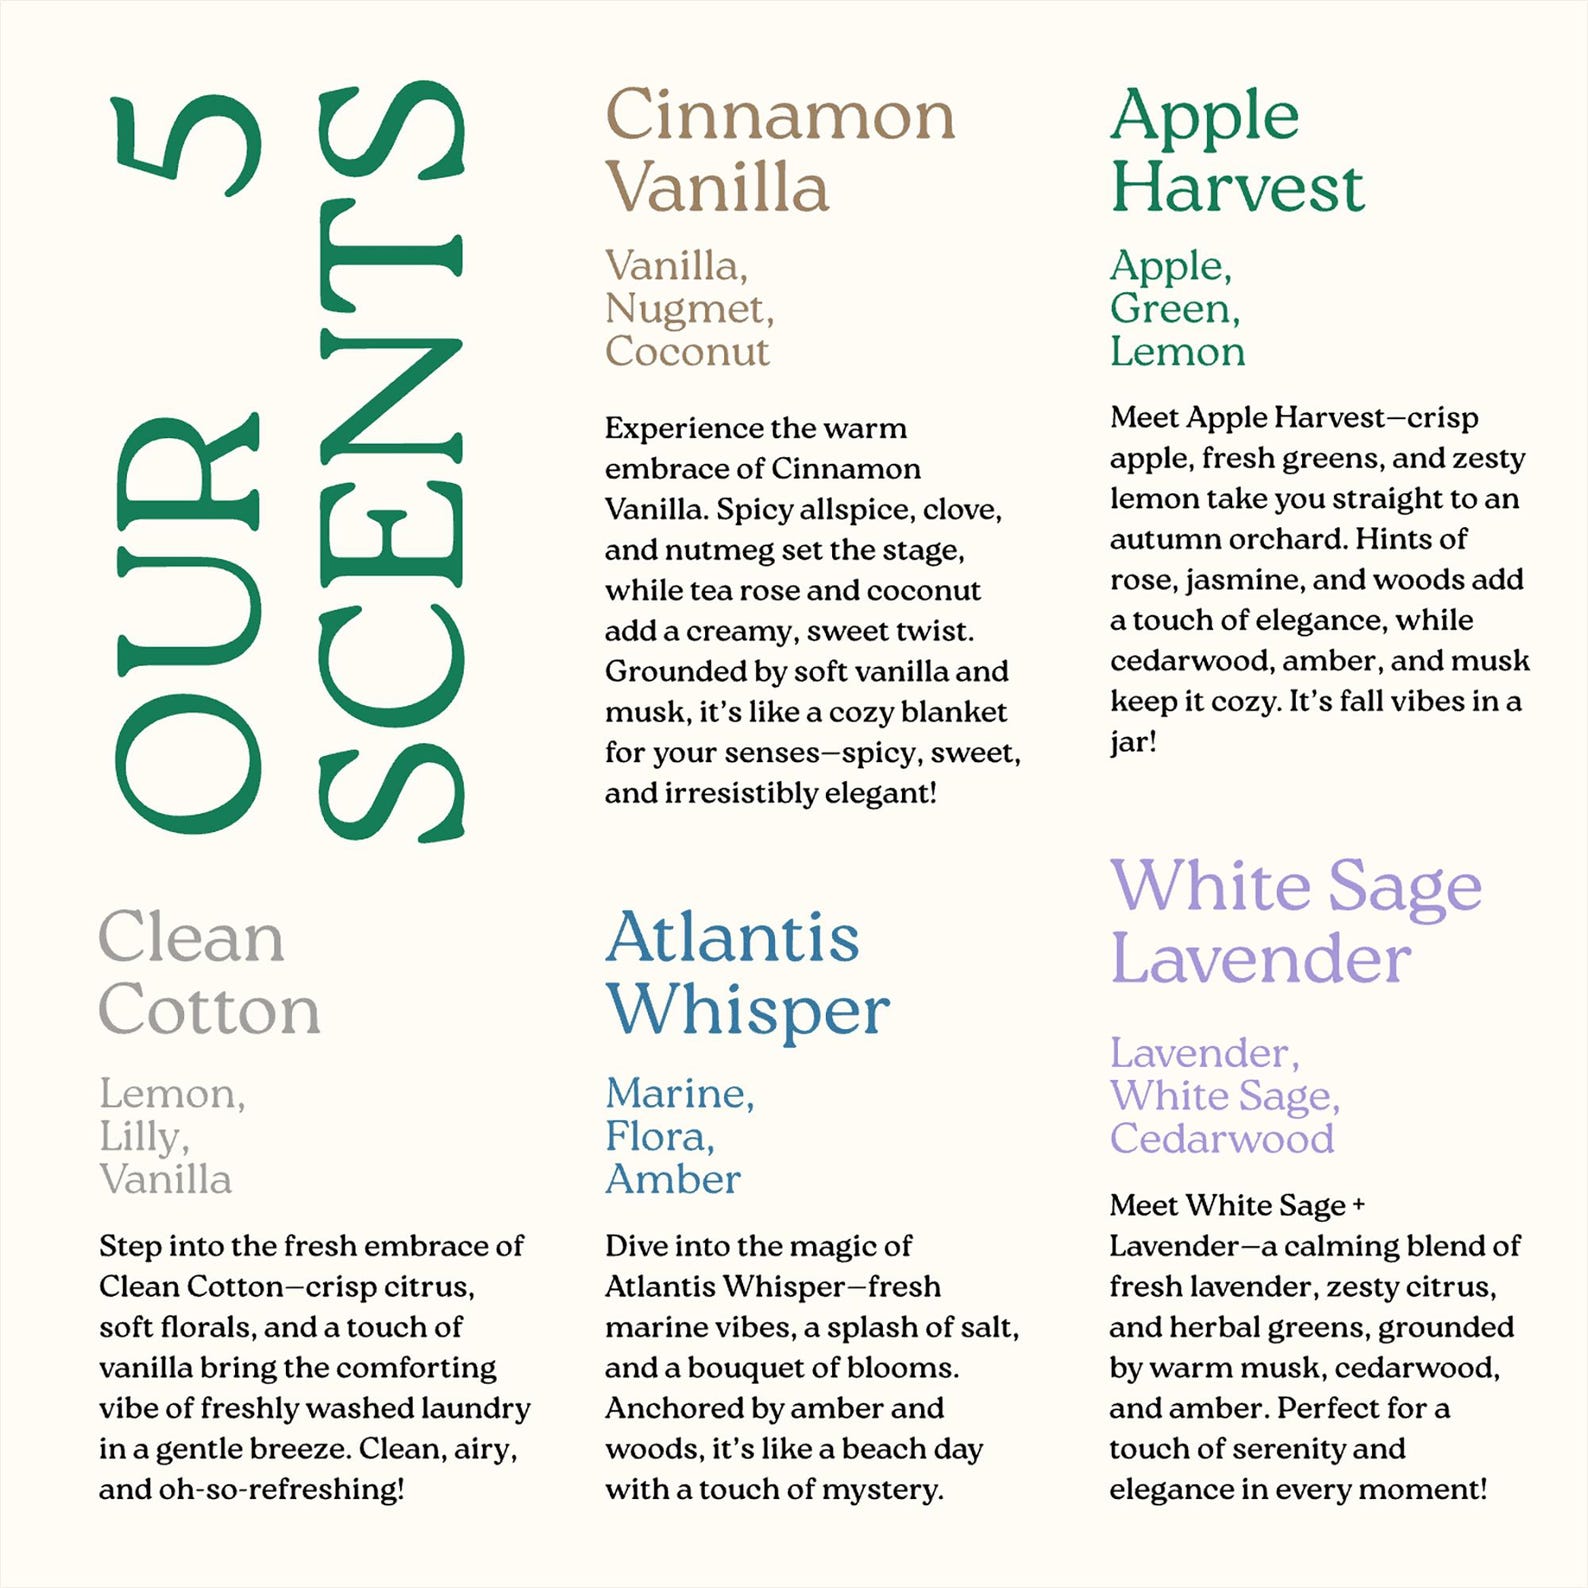 OUR 5
SCENTS
Cinnamon
Vanilla
Vanilla,
Nugmet,
Coconut
Experience the warm
embrace of Cinnamon
Vanilla. Spicy allspice, clove,
and nutmeg set the stage,
while tea rose and coconut
add a creamy, sweet twist.
Grounded by soft vanilla and
musk, it’s like a cozy blanket
for your senses—spicy, sweet,
and irresistibly elegant!
Apple
Harvest
Apple,
Green,
Lemon
Meet Apple Harvest—crisp
apple, fresh greens, and zesty
lemon take you straight to an
autumn orchard. Hints of
rose, jasmine, and woods add
a touch of elegance, while
cedarwood, amber, and musk
keep it cozy. It’s fall vibes in a
jar!
Clean
Cotton
Lemon,
Lilly,
Vanilla
Step into the fresh embrace of
Clean Cotton—crisp citrus,
soft florals, and a touch of
vanilla bring the comforting
vibe of freshly washed laundry
in a gentle breeze. Clean, airy,
and oh-so-refreshing!
Atlantis
Whisper
Marine,
Flora,
Amber
Dive into the magic of
Atlantis Whisper—fresh
marine vibes, a splash of salt,
and a bouquet of blooms.
Anchored by amber and
woods, it’s like a beach day
with a touch of mystery.
White Sage
Lavender
Lavender,
White Sage,
Cedarwood
Meet White Sage +
Lavender—a calming blend of
fresh lavender, zesty citrus,
and herbal greens, grounded
by warm musk, cedarwood,
and amber. Perfect for a
touch of serenity and
elegance in every moment!